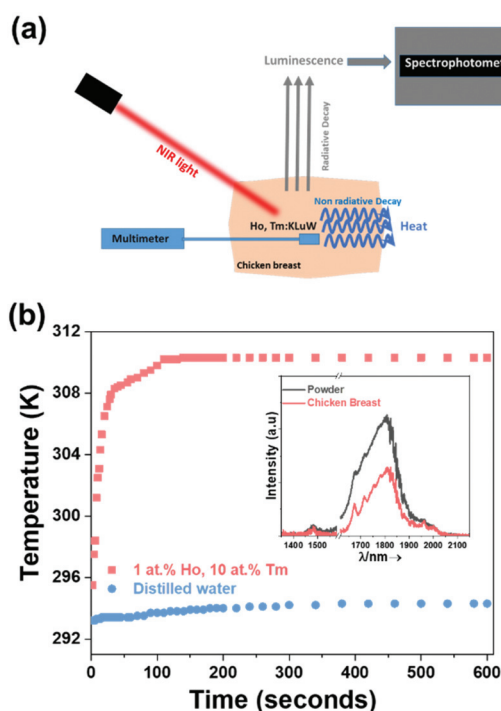 (a)
Luminescence
Spectrophotomet
NIR light
Radiative Decay
Non radiative Decay
Ho, Tm:KLuW
Multimeter
Heat
Chicken breast
(b)
312
308
304
300
296
292
Temperature (K)
Powder
Chicken Breast
Intensity (a.u)
1400 1500 1700 1800 1900 2000 2100
λ/nm→
1 at.% Ho, 10 at.% Tm
Distilled water
0 100 200 300 400 500 600
Time (seconds)